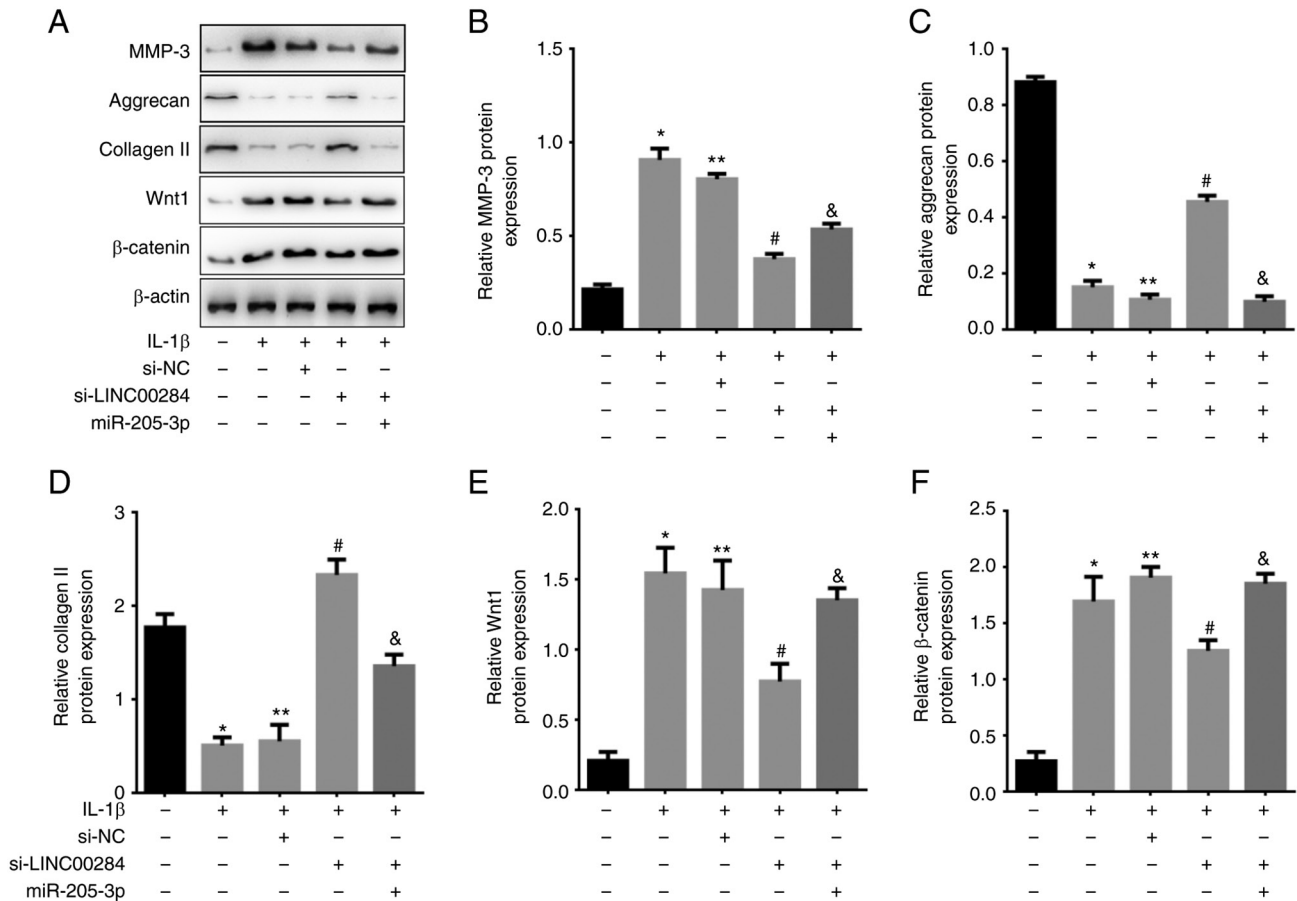 A
MMP-3
Aggrecan
Collagen II
Wnt1
β-catenin
β-actin
IL-1β – + + + +
si-NC – – + – –
si-LINC00284 – – – + +
miR-205-3p – – – – +
B
Relative MMP-3 protein
expression
1.5
1.0
0.5
0.0
* ** # &
– + + + +
– – + – –
– – – + +
– – – – +
C
Relative aggrecan protein
expression
1.0
0.8
0.6
0.4
0.2
0.0
* ** # &
– + + + +
– – + – –
– – – + +
– – – – +
D
Relative collagen II
protein expression
3
2
1
0
* ** # &
IL-1β – + + + +
si-NC – – + – –
si-LINC00284 – – – + +
miR-205-3p – – – – +
E
Relative Wnt1
protein expression
2.0
1.5
1.0
0.5
0.0
* ** # &
– + + + +
– – + – –
– – – + +
– – – – +
F
Relative β-catenin
protein expression
2.5
2.0
1.5
1.0
0.5
0.0
* ** # &
– + + + +
– – + – –
– – – + +
– – – – +